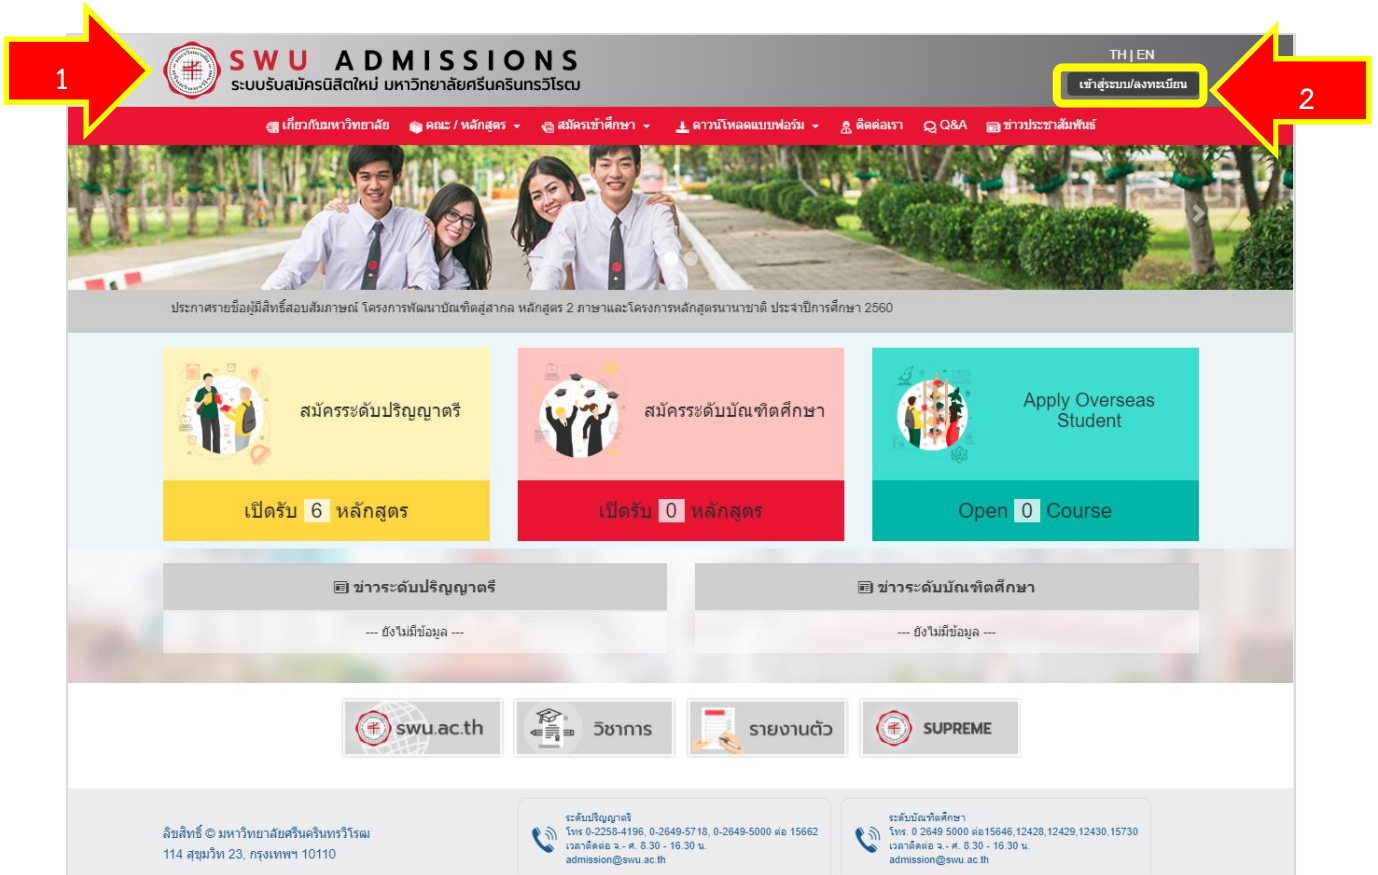 1
SWU ADMISSIONS
ระบบรับสมัครนิสิตใหม่ มหาวิทยาลัยศรีนครินทรวิโรฒ
TH | EN
เข้าสู่ระบบ/ลงทะเบียน
2
เกี่ยวกับมหาวิทยาลัย คณะ / หลักสูตร สมัครเข้าศึกษา ดาวน์โหลดแบบฟอร์ม ติดต่อเรา Q&A ข่าวประชาสัมพันธ์
ประกาศรายชื่อผู้มีสิทธิ์สอบสัมภาษณ์ โครงการพัฒนาบัณฑิตสู่สากล หลักสูตร 2 ภาษาและโครงการหลักสูตรนานาชาติ ประจำปีการศึกษา 2560
สมัครระดับปริญญาตรี
เปิดรับ 6 หลักสูตร
สมัครระดับบัณฑิตศึกษา
เปิดรับ 0 หลักสูตร
Apply Overseas
Student
Open 0 Course
ข่าวระดับปริญญาตรี
--- ยังไม่มีข้อมูล ---
ข่าวระดับบัณฑิตศึกษา
--- ยังไม่มีข้อมูล ---
swu.ac.th
วิชาการ
รายงานตัว
SUPREME
ลิขสิทธิ์ © มหาวิทยาลัยศรีนครินทรวิโรฒ
114 สุขุมวิท 23, กรุงเทพฯ 10110
ระดับปริญญาตรี
โทร 0-2258-4196, 0-2649-5718, 0-2649-5000 ต่อ 15662
เวลาติดต่อ จ.- ศ. 8.30 - 16.30 น.
admission@swu.ac.th
ระดับบัณฑิตศึกษา
โทร. 0 2649 5000 ต่อ15646,12428,12429,12430,15730
เวลาติดต่อ จ.- ศ. 8.30 - 16.30 น.
admission@swu.ac.th